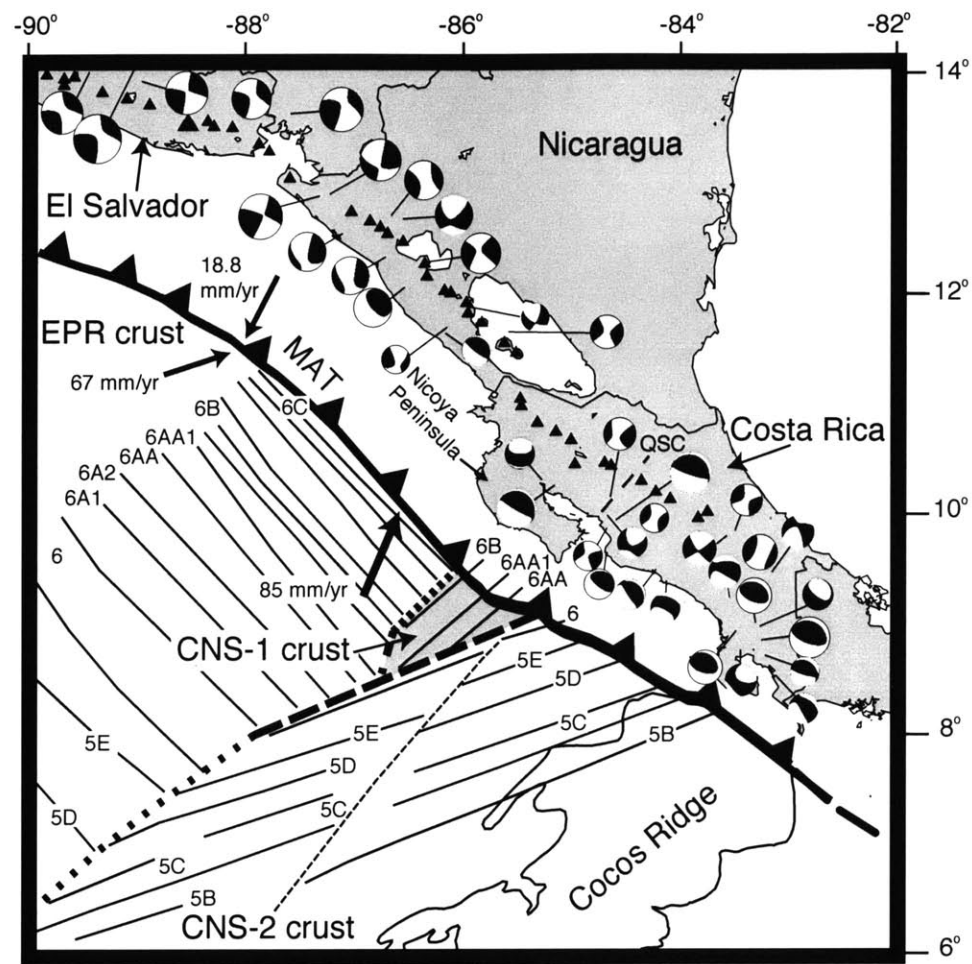 -90°
-88°
-86°
-84°
-82°
14°
Nicaragua
El Salvador
18.8
mm/yr
12°
EPR crust
MAT
67 mm/yr
Nicoya
Peninsula
6C
6B
6AA1
6AA
6A2
6A1
Costa Rica
QSC
10°
6
6B
6AA1
6AA
85 mm/yr
6
CNS-1 crust
5E
5D
5E
5C
5B
8°
5E
5D
5D
5C
Cocos Ridge
5C
5B
CNS-2 crust
6°